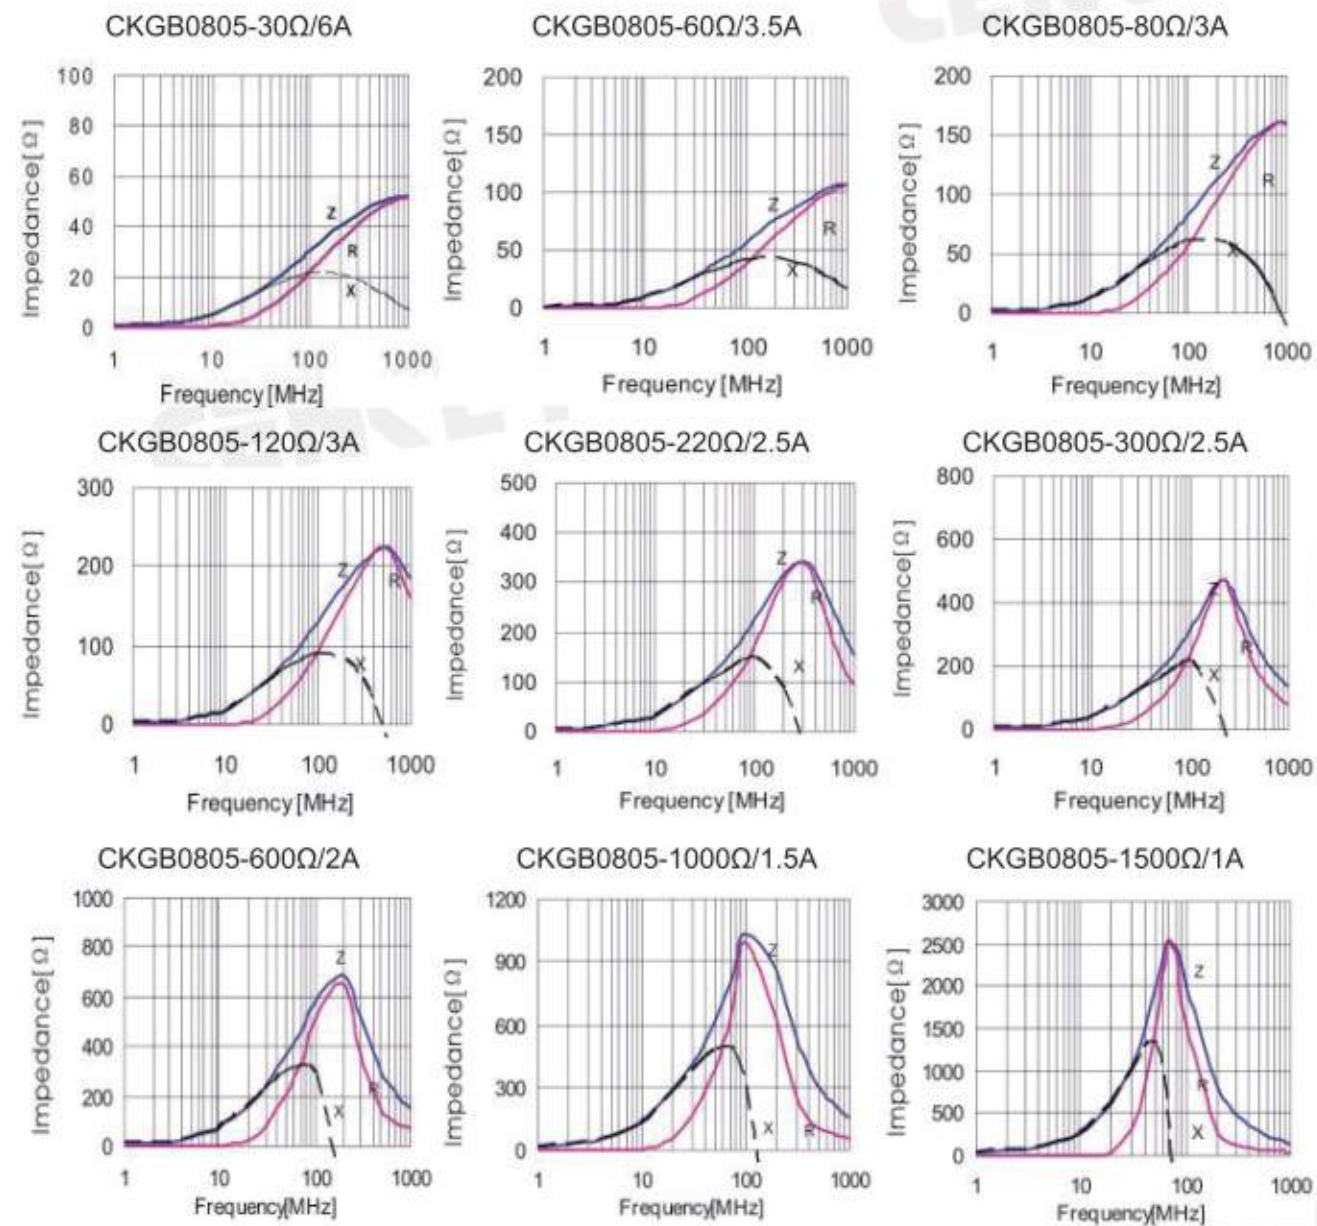 CKGB0805-30Ω/6A
Impedance[Ω]
100
80
60
40
20
0
Z
R
X
1 10 100 1000
Frequency[MHz]
CKGB0805-60Ω/3.5A
Impedance[Ω]
200
150
100
50
0
Z
R
X
1 10 100 1000
Frequency[MHz]
CKGB0805-80Ω/3A
Impedance[Ω]
200
150
100
50
0
Z
R
X
1 10 100 1000
Frequency[MHz]
CKGB0805-120Ω/3A
Impedance[Ω]
300
200
100
0
Z
R
X
1 10 100 1000
Frequency[MHz]
CKGB0805-220Ω/2.5A
Impedance[Ω]
500
400
300
200
100
0
Z
R
X
1 10 100 1000
Frequency[MHz]
CKGB0805-300Ω/2.5A
Impedance[Ω]
800
600
400
200
0
Z
R
X
1 10 100 1000
Frequency[MHz]
CKGB0805-600Ω/2A
Impedance[Ω]
1000
800
600
400
200
0
Z
R
X
1 10 100 1000
Frequency[MHz]
CKGB0805-1000Ω/1.5A
Impedance[Ω]
1200
900
600
300
0
Z
X
R
1 10 100 1000
Frequency[MHz]
CKGB0805-1500Ω/1A
Impedance[Ω]
3000
2500
2000
1500
1000
500
0
Z
R
X
1 10 100 1000
Frequency[MHz]